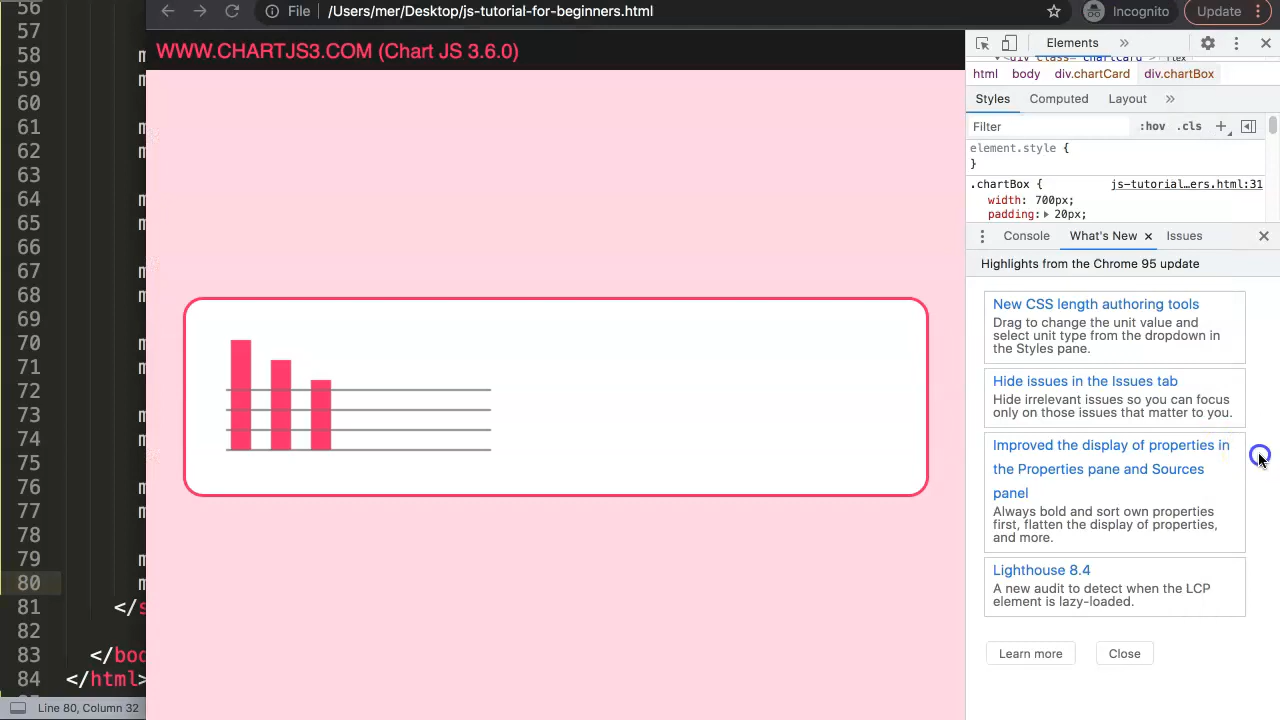 File
/Users/mer/Desktop/js-tutorial-for-beginners.html
Incognito
Update
WWW.CHARTJS3.COM (Chart JS 3.6.0)
Elements
html body div.chartCard div.chartBox
Styles Computed Layout
Filter :hov .cls
element.style {
}
.chartBox { js-tutorial…ers.html:31
width: 700px;
padding: 20px;
Console What's New Issues
Highlights from the Chrome 95 update
New CSS length authoring tools
Drag to change the unit value and
select unit type from the dropdown in
the Styles pane.
Hide issues in the Issues tab
Hide irrelevant issues so you can focus
only on those issues that matter to you.
Improved the display of properties in
the Properties pane and Sources
panel
Always bold and sort own properties
first, flatten the display of properties,
and more.
Lighthouse 8.4
A new audit to detect when the LCP
element is lazy-loaded.
Learn more Close
56
57
58 m
59 m
60
61 m
62 m
63
64 m
65 m
66
67 m
68 m
69
70 m
71 m
72
73 m
74 m
75
76 m
77 m
78
79 m
80 m
81 </s
82
83 </bod
84 </html>
Line 80, Column 32